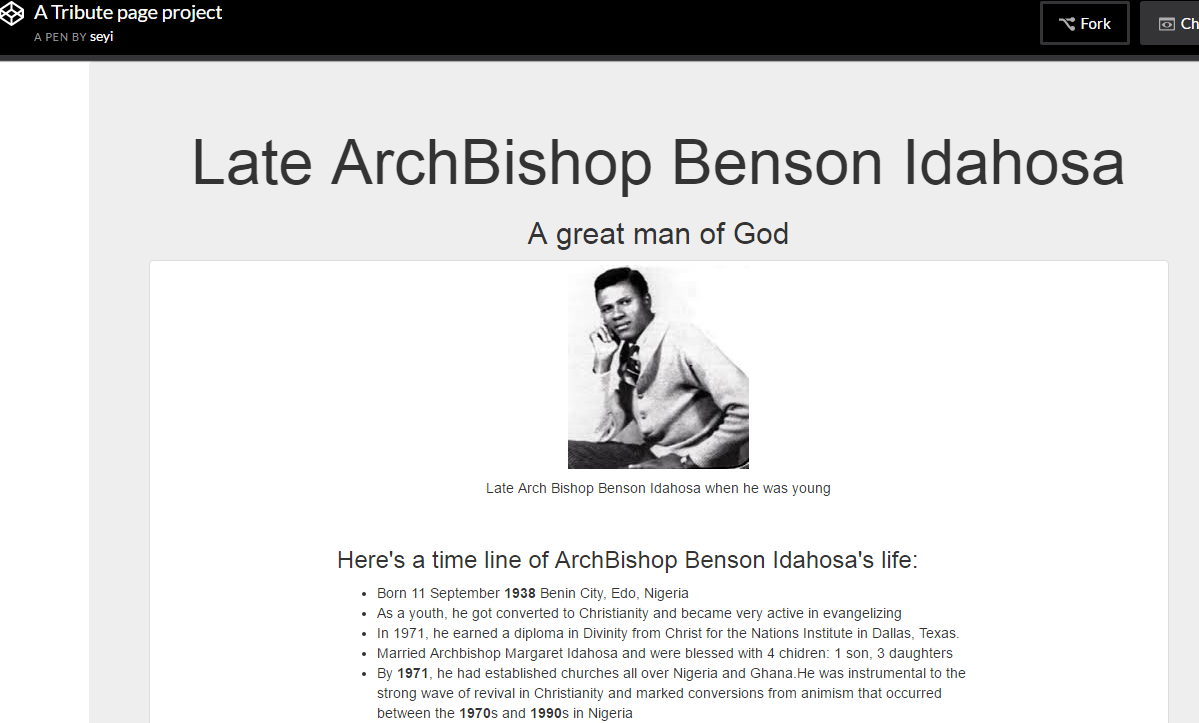 A Tribute page project
A PEN BY seyi
Fork
Ch
Late ArchBishop Benson Idahosa
A great man of God
Late Arch Bishop Benson Idahosa when he was young
Here's a time line of ArchBishop Benson Idahosa's life:
• Born 11 September 1938 Benin City, Edo, Nigeria
• As a youth, he got converted to Christianity and became very active in evangelizing
• In 1971, he earned a diploma in Divinity from Christ for the Nations Institute in Dallas, Texas.
• Married Archbishop Margaret Idahosa and were blessed with 4 chidren: 1 son, 3 daughters
• By 1971, he had established churches all over Nigeria and Ghana.He was instrumental to the
strong wave of revival in Christianity and marked conversions from animism that occurred
between the 1970s and 1990s in Nigeria